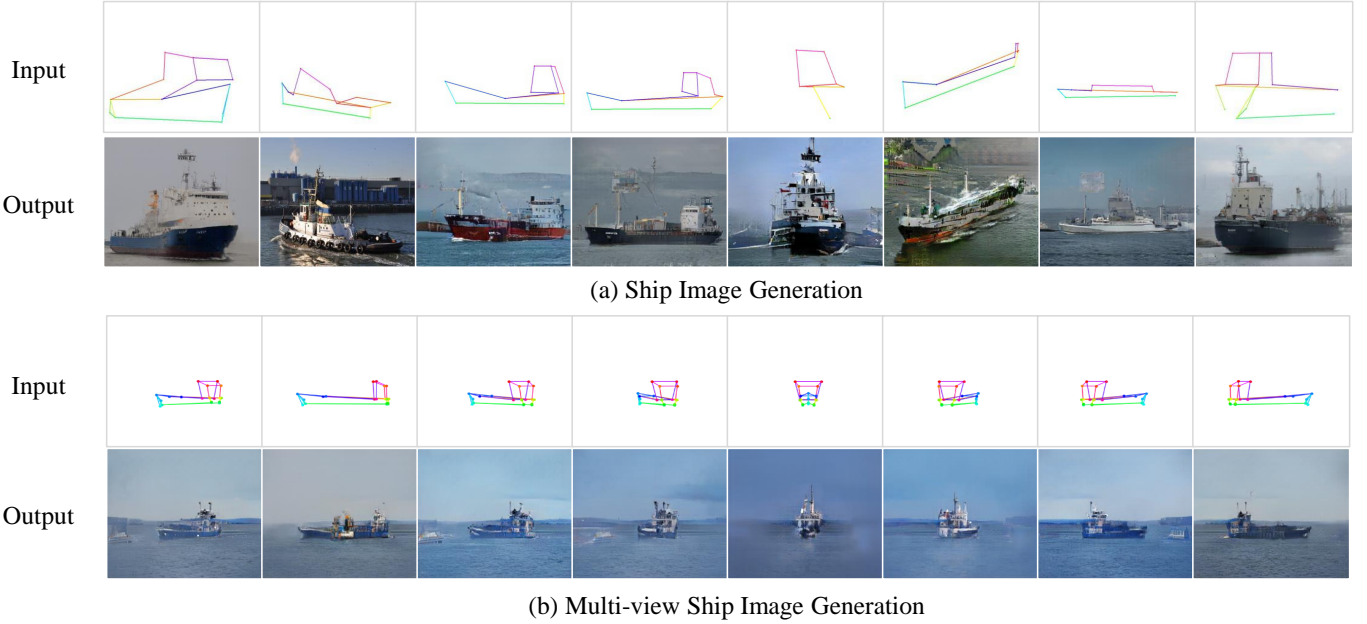 Input
Output
(a) Ship Image Generation
Input
Output
(b) Multi-view Ship Image Generation